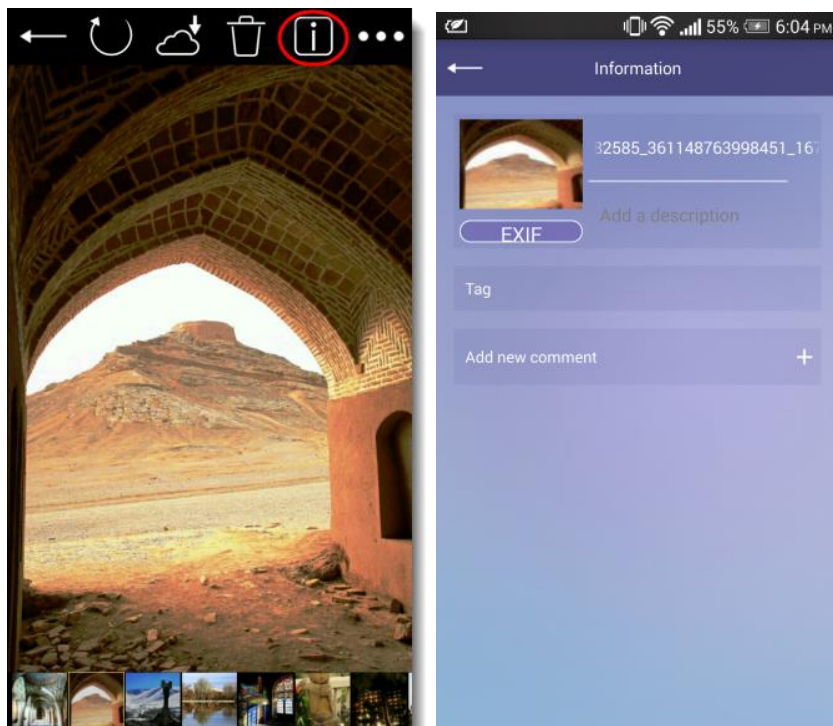 55% 6:04 PM
Information
32585_361148763998451_167
EXIF
Add a description
Tag
Add new comment